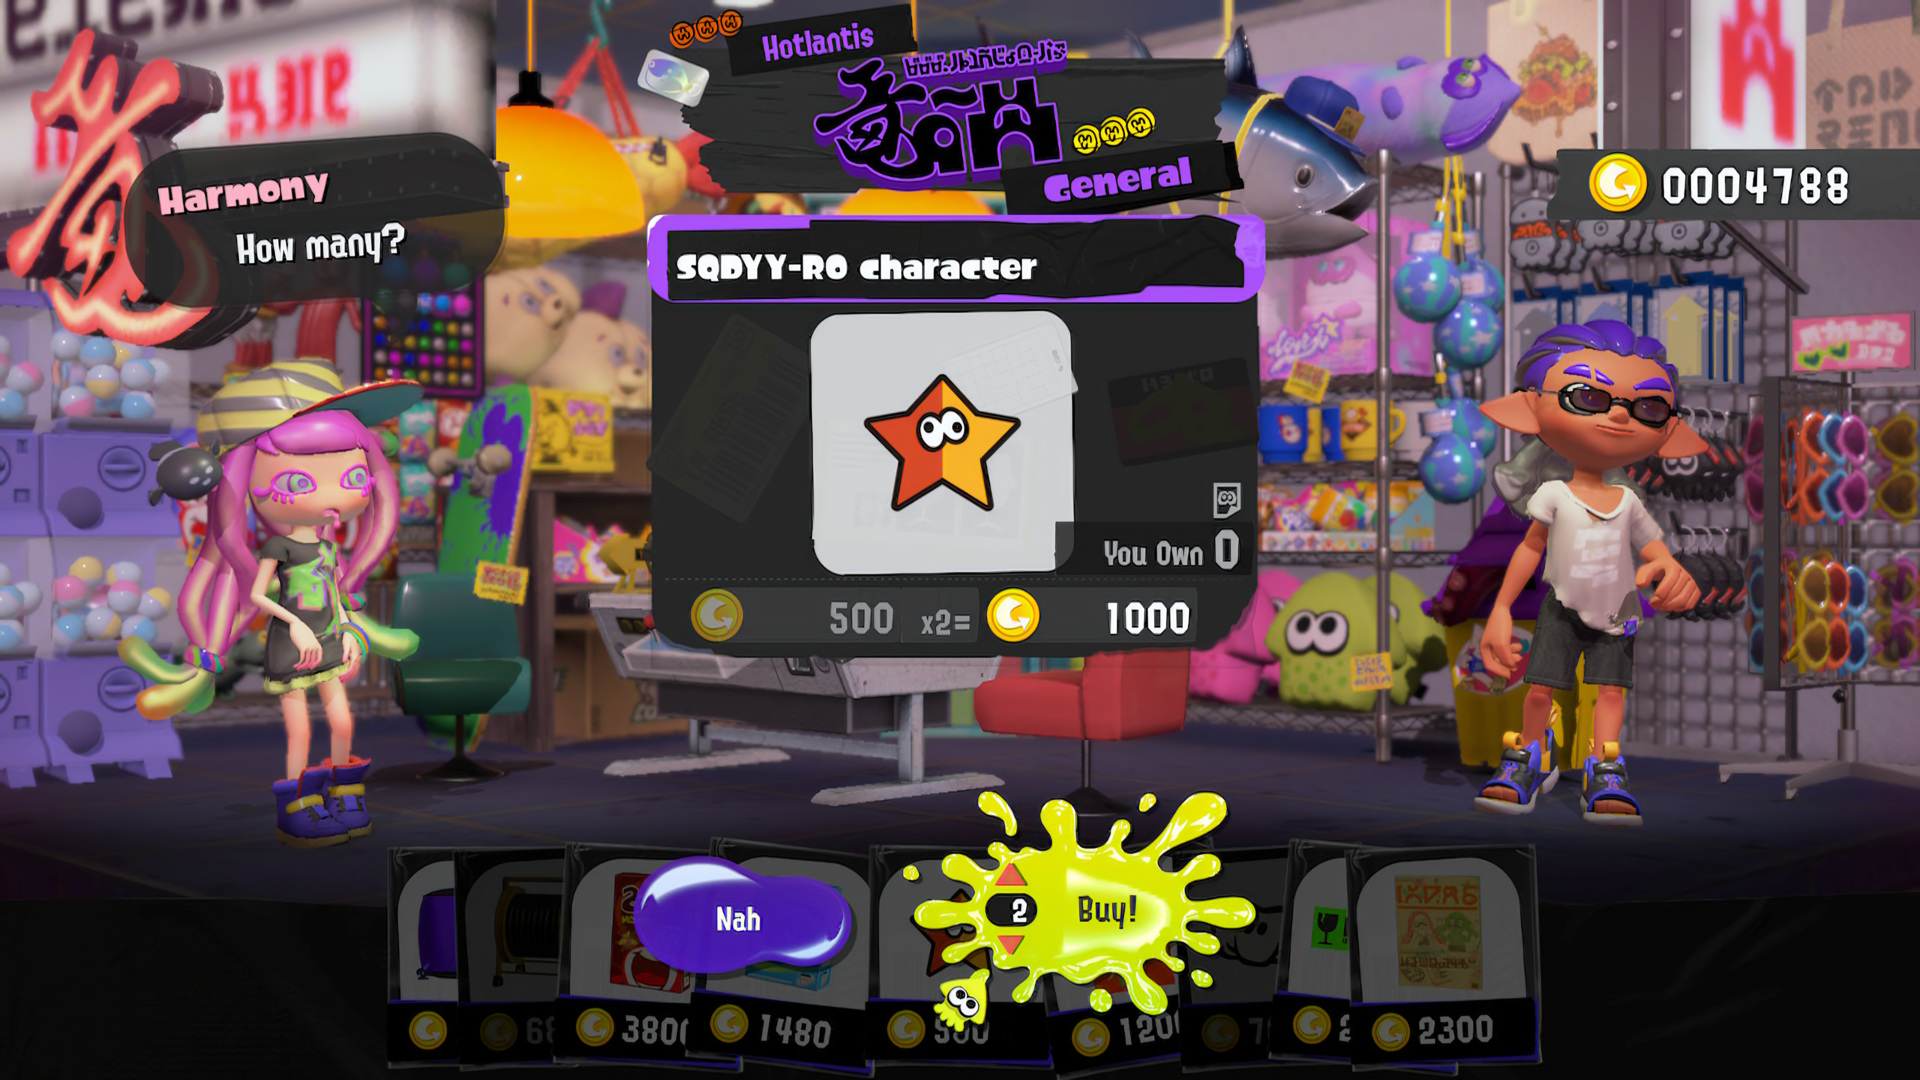 Hotlantis
General
0004788
Harmony
How many?
SQDYY-RO character
You Own 0
500 x2= 1000
Nah
2 Buy!
3800
1480
500
2300